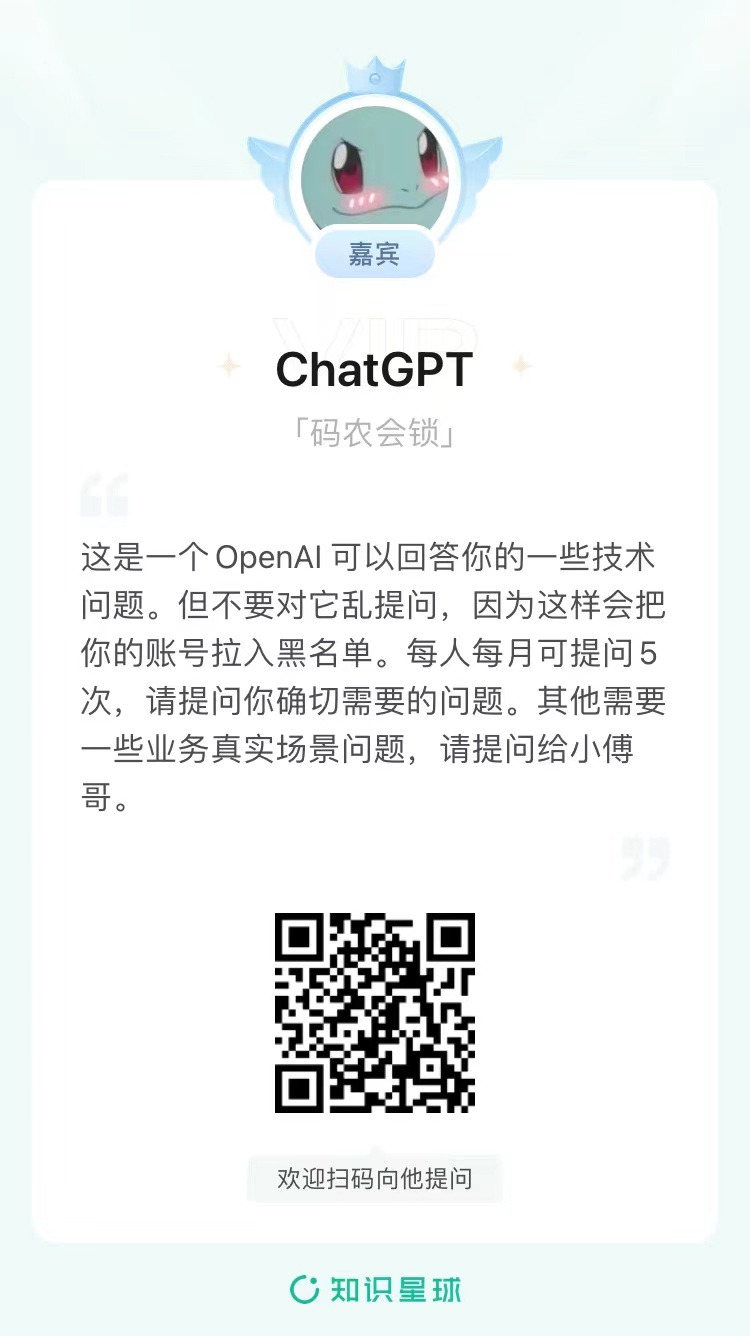 嘉宾
VIP
ChatGPT
「码农会锁」
这是一个 OpenAI 可以回答你的一些技术
问题。但不要对它乱提问，因为这样会把
你的账号拉入黑名单。每人每月可提问 5
次，请提问你确切需要的问题。其他需要
一些业务真实场景问题，请提问给小傅
哥。
欢迎扫码向他提问
知识星球